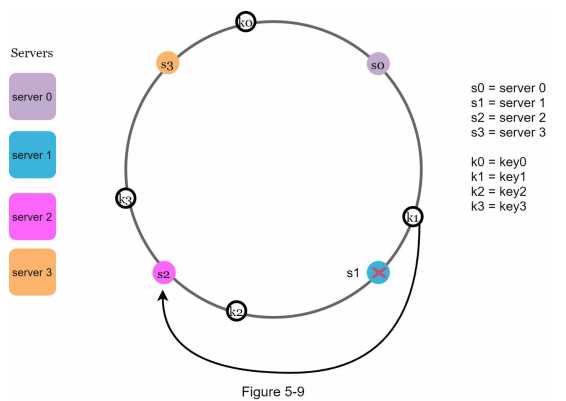 Servers
server 0
server 1
server 2
server 3
k0
s3
s0
k3
k1
s2
s1
k2
s0 = server 0
s1 = server 1
s2 = server 2
s3 = server 3
k0 = key0
k1 = key1
k2 = key2
k3 = key3
Figure 5-9